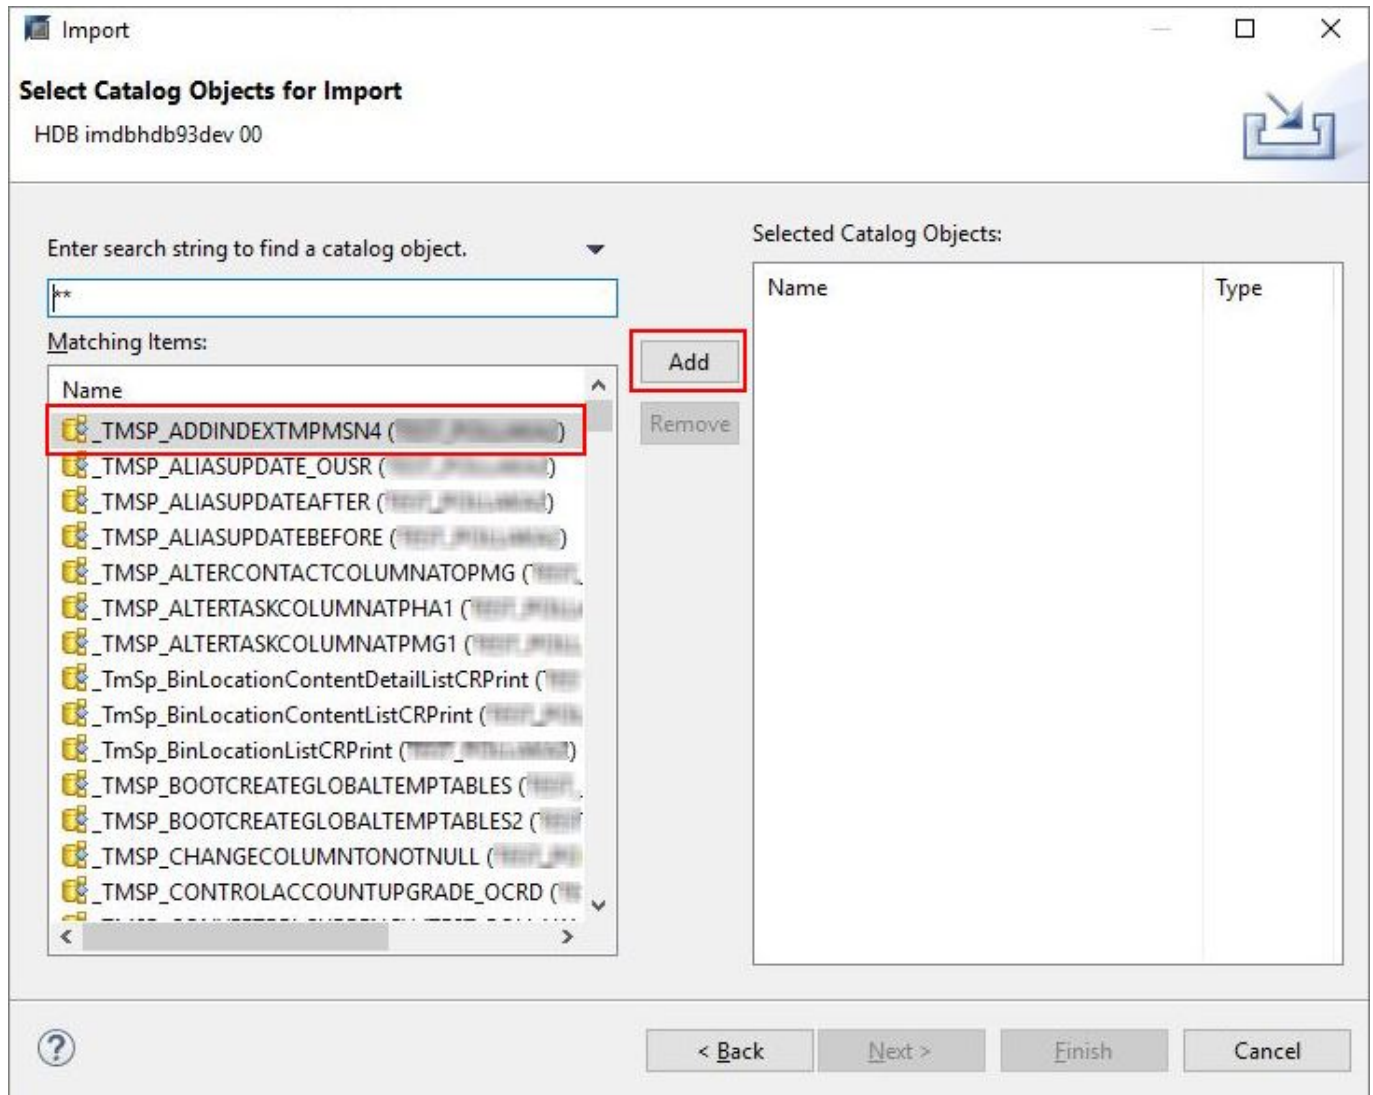 Import
Select Catalog Objects for Import
HDB imdbhdb93dev 00
Enter search string to find a catalog object.
**
Matching Items:
Name
_TMSP_ADDINDEXTMPMSN4 ( )
_TMSP_ALIASUPDATE_OUSR ( )
_TMSP_ALIASUPDATEAFTER ( )
_TMSP_ALIASUPDATEBEFORE ( )
_TMSP_ALTERCONTACTCOLUMNATOPMG (
_TMSP_ALTERTASKCOLUMNATPHA1 (
_TMSP_ALTERTASKCOLUMNATPMG1 (
_TmSp_BinLocationContentDetailListCRPrint (
_TmSp_BinLocationContentListCRPrint (
_TmSp_BinLocationListCRPrint ( )
_TMSP_BOOTCREATEGLOBALTEMPTABLES (
_TMSP_BOOTCREATEGLOBALTEMPTABLES2 (
_TMSP_CHANGECOLUMNTONOTNULL (
_TMSP_CONTROLACCOUNTUPGRADE_OCRD (
Add
Remove
Selected Catalog Objects:
Name Type
< Back Next > Finish Cancel